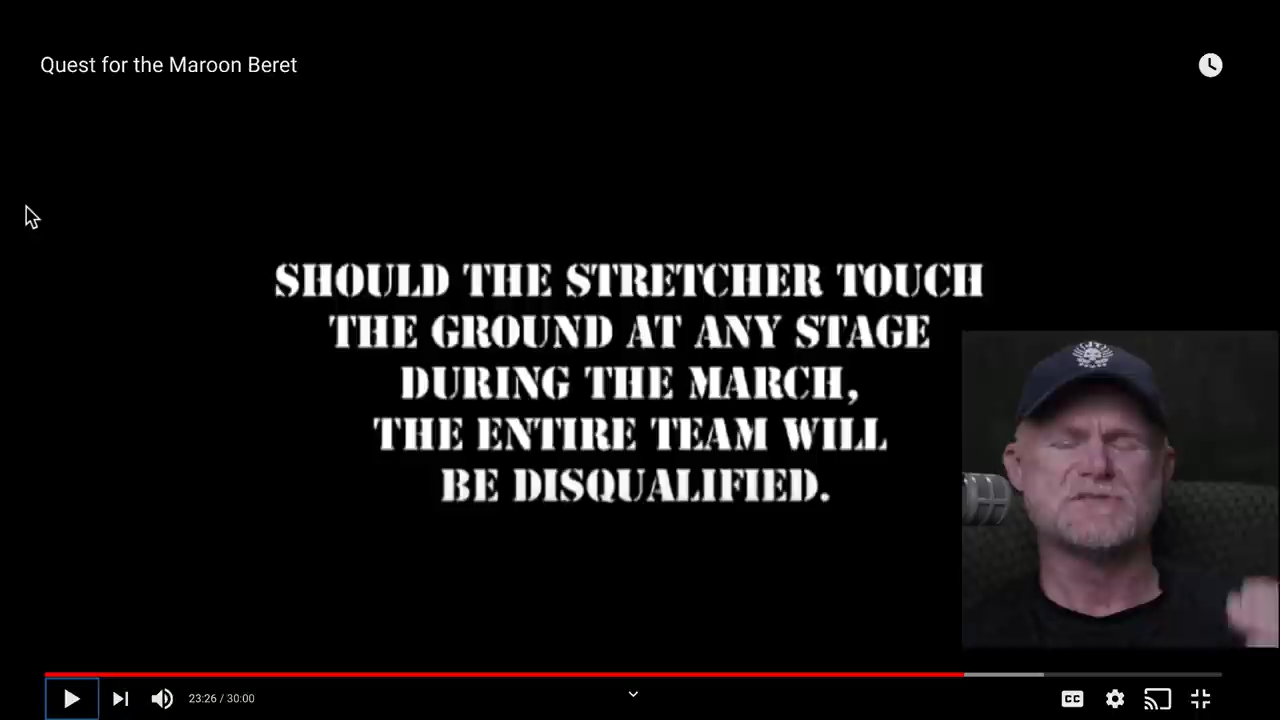 Quest for the Maroon Beret
SHOULD THE STRETCHER TOUCH
THE GROUND AT ANY STAGE
DURING THE MARCH,
THE ENTIRE TEAM WILL
BE DISQUALIFIED.
23:26 / 30:00
CC